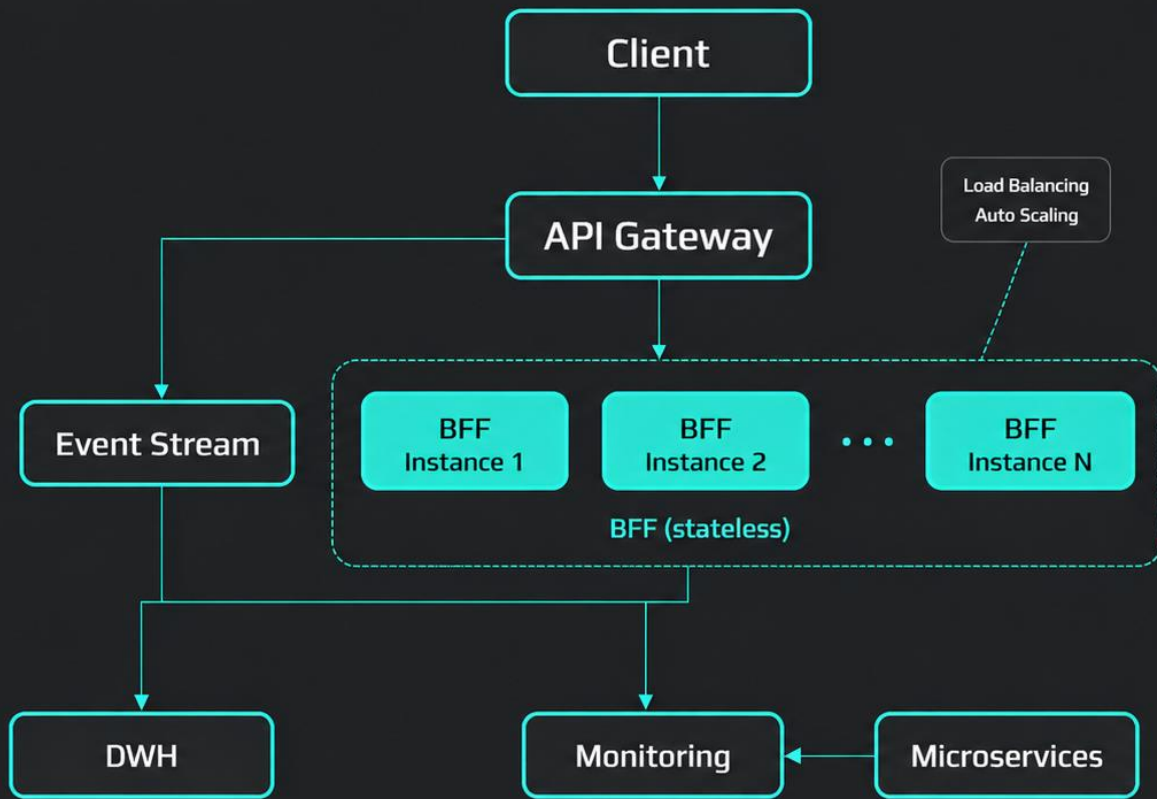 Client
API Gateway
Load Balancing
Auto Scaling
Event Stream
BFF
Instance 1
BFF
Instance 2
...
BFF
Instance N
BFF (stateless)
DWH
Monitoring
Microservices